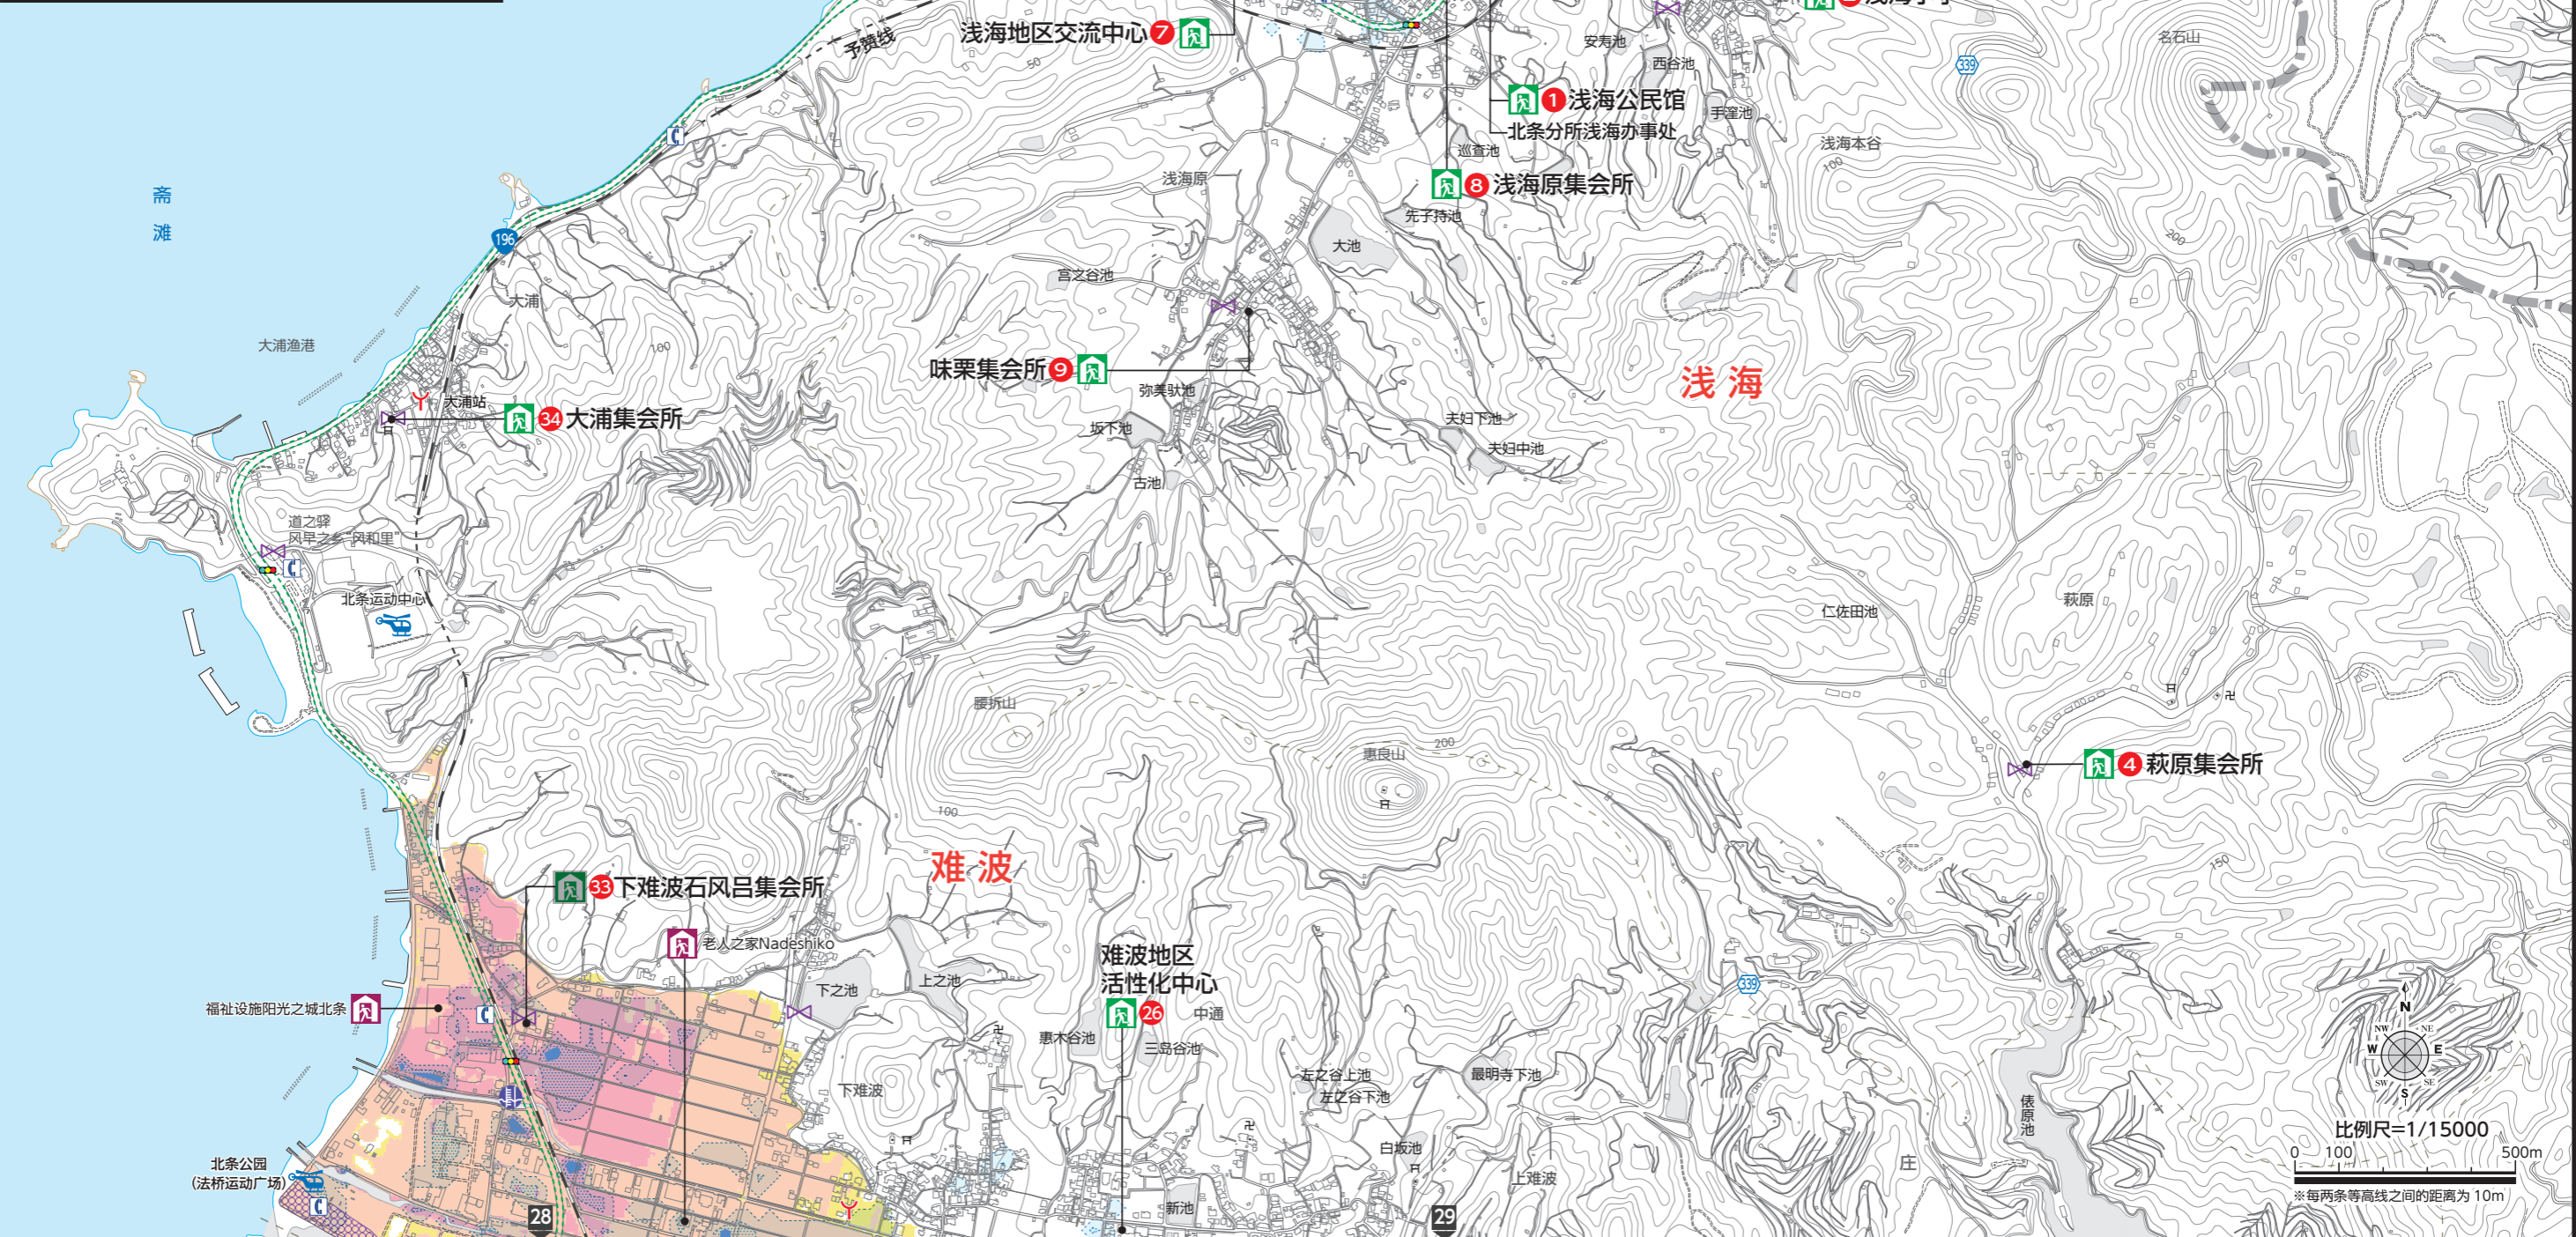 浅海地区交流中心 7
予赞线
50
安寿池
西谷池
339
名石山
1 浅海公民馆
北条分所浅海办事处
手窪池
巡查池
浅海本谷
100
浅海原
8 浅海原集会所
先子持池
斋
滩
196
大池
200
宫之谷池
大浦
大浦渔港
100
味栗集会所 9
弥美驮池
浅 海
大浦站
34 大浦集会所
坂下池
夫妇下池
夫妇中池
古池
道之驿
风早之乡“风和里”
北条运动中心
仁佐田池
萩原
腰折山
惠良山
200
4 萩原集会所
100
难 波
150
33 下难波石风吕集会所
老人之家Nadeshiko
难波地区
活性化中心
26
中通
下之池
上之池
339
福祉设施阳光之城北条
惠木谷池
三岛谷池
左之谷上池
左之谷下池
最明寺下池
下难波
俵原池
N
NE
E
SE
S
SW
W
NW
比例尺=1/15000
0 100 500m
※每两条等高线之间的距离为 10m
白坂池
上难波
庄
北条公园
(法桥运动广场)
新池
28
29